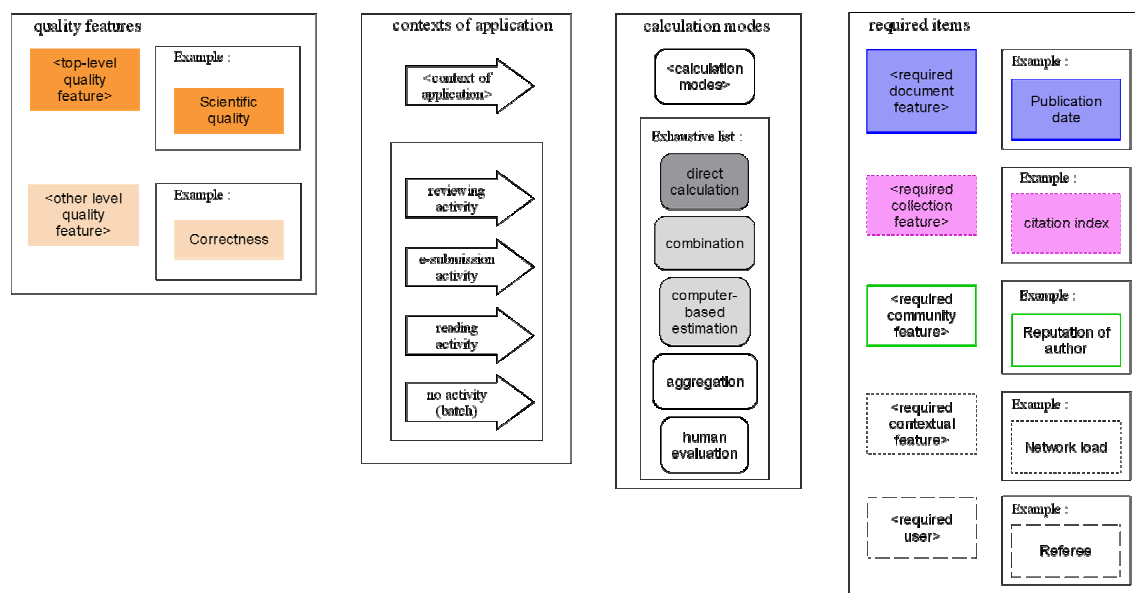 quality features
<top-level
quality
feature>
Example :
Scientific
quality
<other level
quality
feature>
Example :
Correctness
contexts of application
<context of
application>
reviewing
activity
e-submission
activity
reading
activity
no activity
(batch)
calculation modes
<calculation
modes>
Exhaustive list :
direct
calculation
combination
computer-
based
estimation
aggregation
human
evaluation
required items
<required
document
feature>
Example :
Publication
date
<required
collection
feature>
Example :
citation index
<required
community
feature>
Example :
Reputation of
author
<required
contextual
feature>
Example :
Network load
<required
user>
Example :
Referee